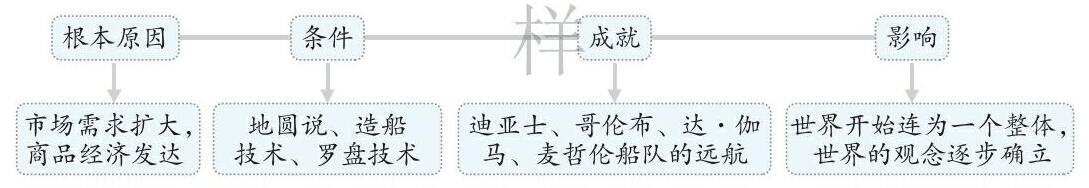 根本原因
条件
样
成就
影响
市场需求扩大，
商品经济发达
地圆说、造船
技术、罗盘技术
迪亚士、哥伦布、达·伽
马、麦哲伦船队的远航
世界开始连为一个整体，
世界的观念逐步确立